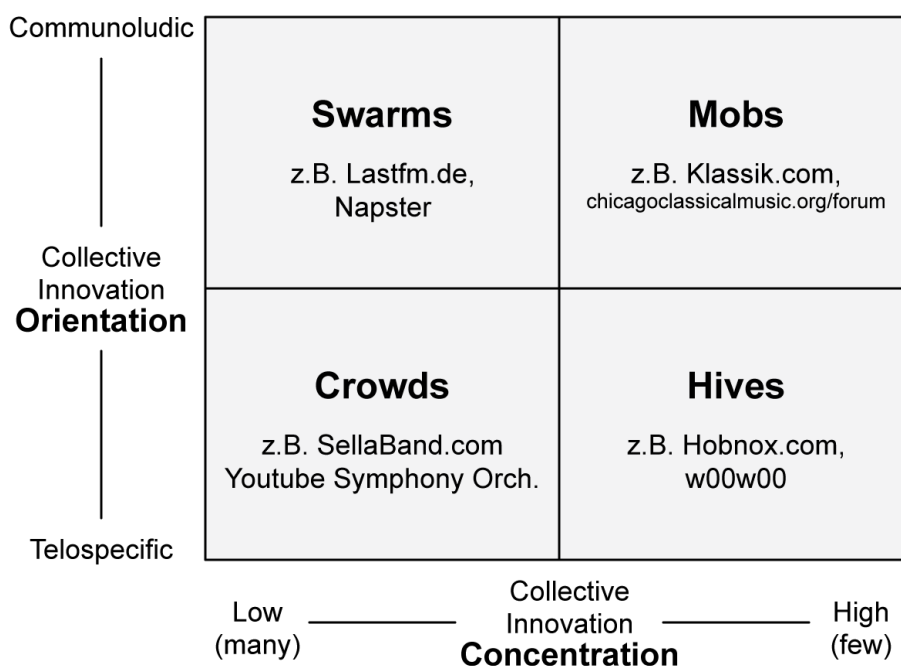 Communoludic
Swarms
z.B. Lastfm.de,
Napster
Mobs
z.B. Klassik.com,
chicagoclassicalmusic.org/forum
Collective
Innovation
Orientation
Crowds
z.B. SellaBand.com
Youtube Symphony Orch.
Hives
z.B. Hobnox.com,
w00w00
Telospecific
Low
(many)
Collective
Innovation
Concentration
High
(few)